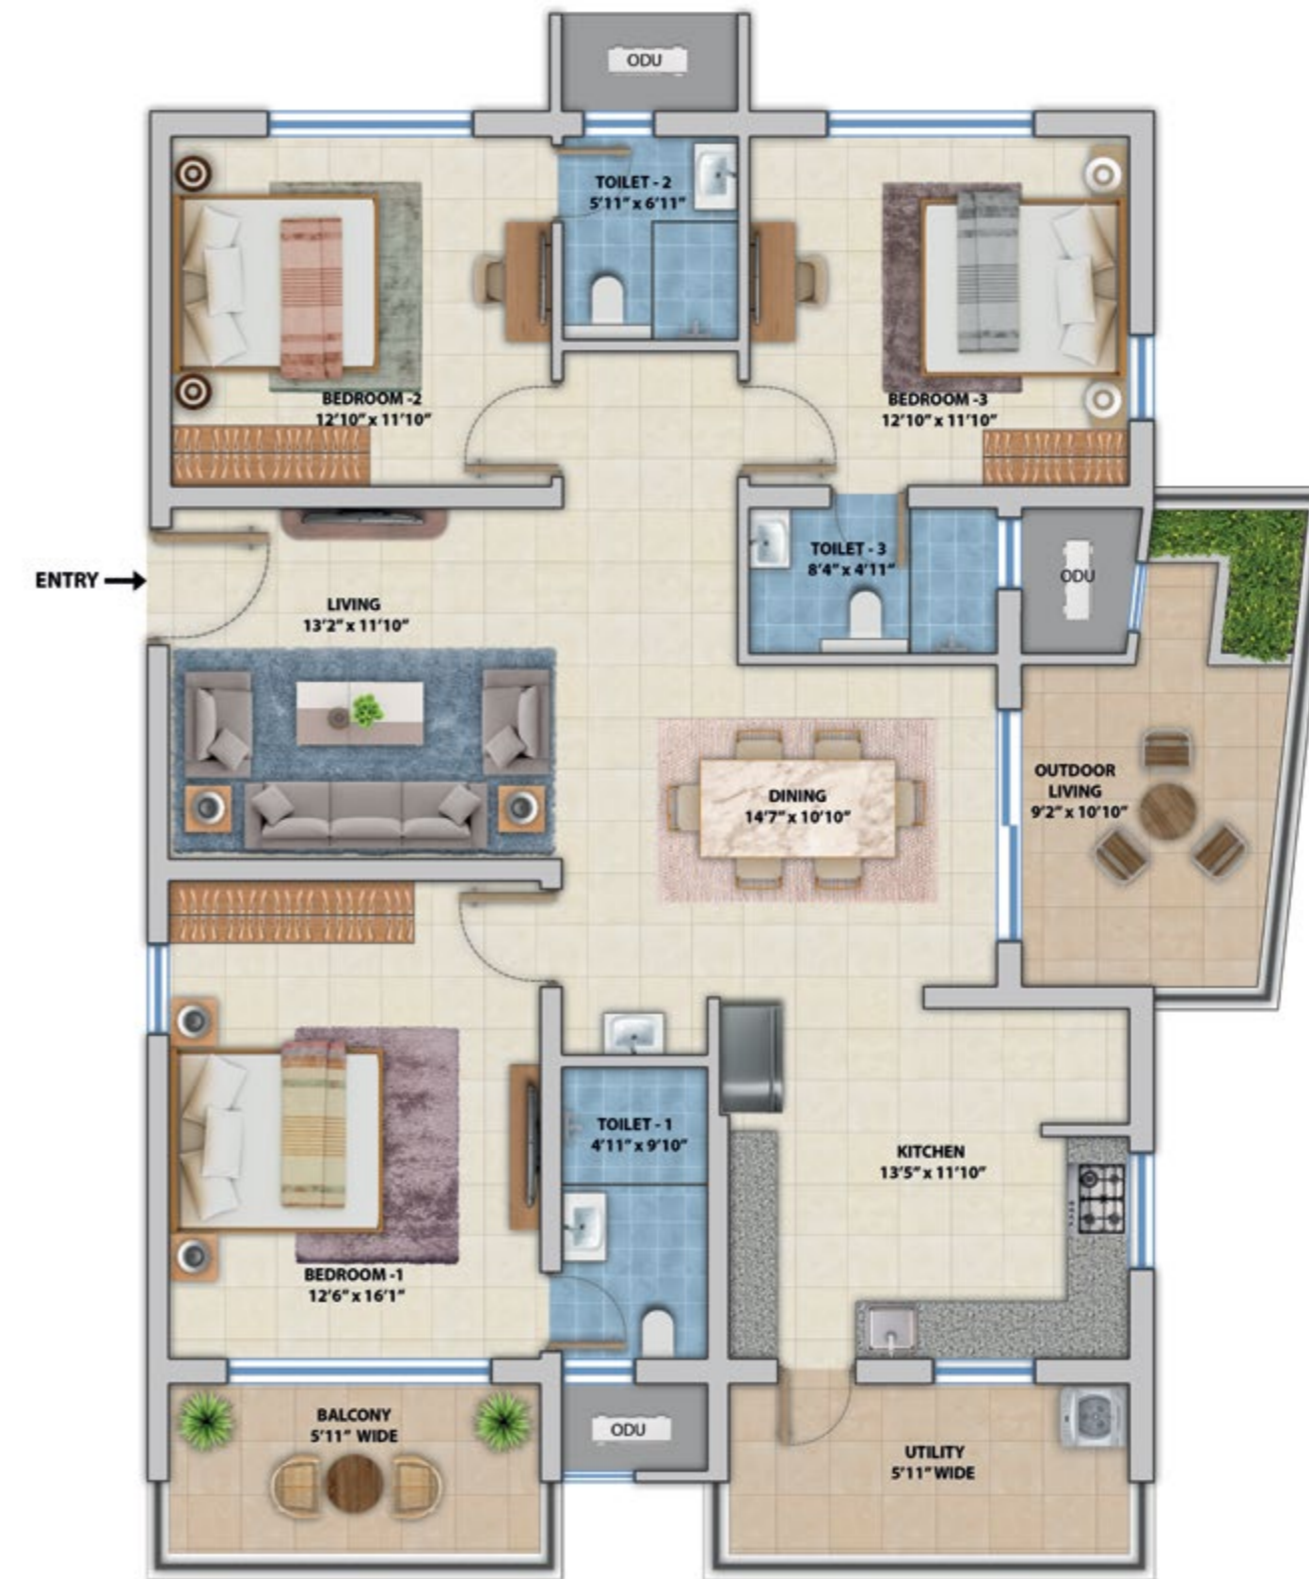 ODU
TOILET - 2
5'11" x 6'11"
BEDROOM -2
12'10" x 11'10"
BEDROOM -3
12'10" x 11'10"
ENTRY
LIVING
13'2" x 11'10"
TOILET - 3
8'4" x 4'11"
ODU
DINING
14'7" x 10'10"
OUTDOOR
LIVING
9'2" x 10'10"
TOILET - 1
4'11" x 9'10"
KITCHEN
13'5" x 11'10"
BEDROOM -1
12'6" x 16'1"
BALCONY
5'11" WIDE
ODU
UTILITY
5'11" WIDE